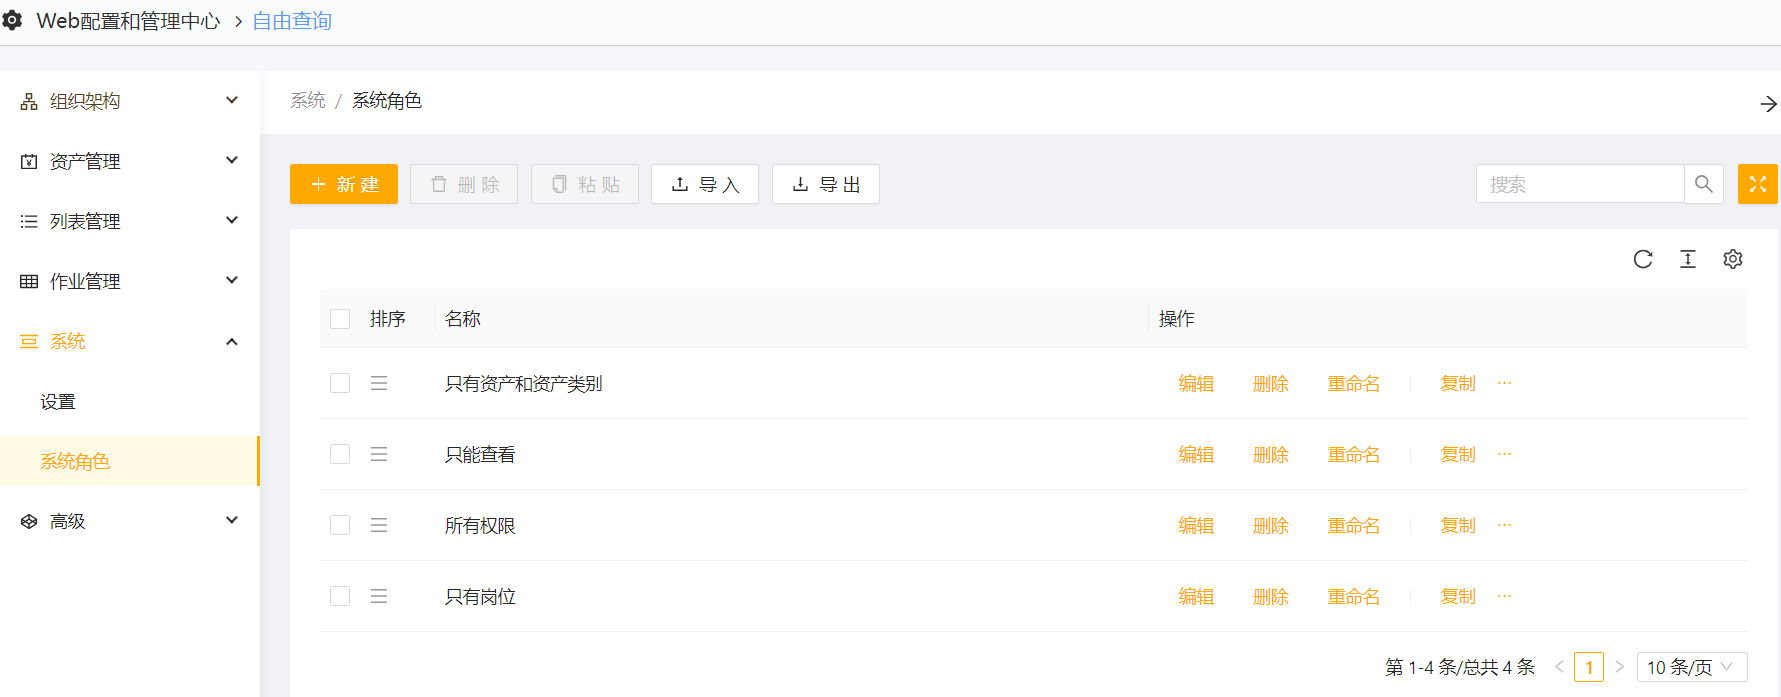 Web配置和管理中心 > 自由查询
组织架构
资产管理
列表管理
作业管理
系统
设置
系统角色
高级
系统 / 系统角色
+ 新建 删除 粘贴 导入 导出 搜索
排序 名称 操作
只有资产和资产类别 编辑 删除 重命名 复制 ···
只能查看 编辑 删除 重命名 复制 ···
所有权限 编辑 删除 重命名 复制 ···
只有岗位 编辑 删除 重命名 复制 ···
第 1-4 条/总共 4 条 < 1 > 10 条/页